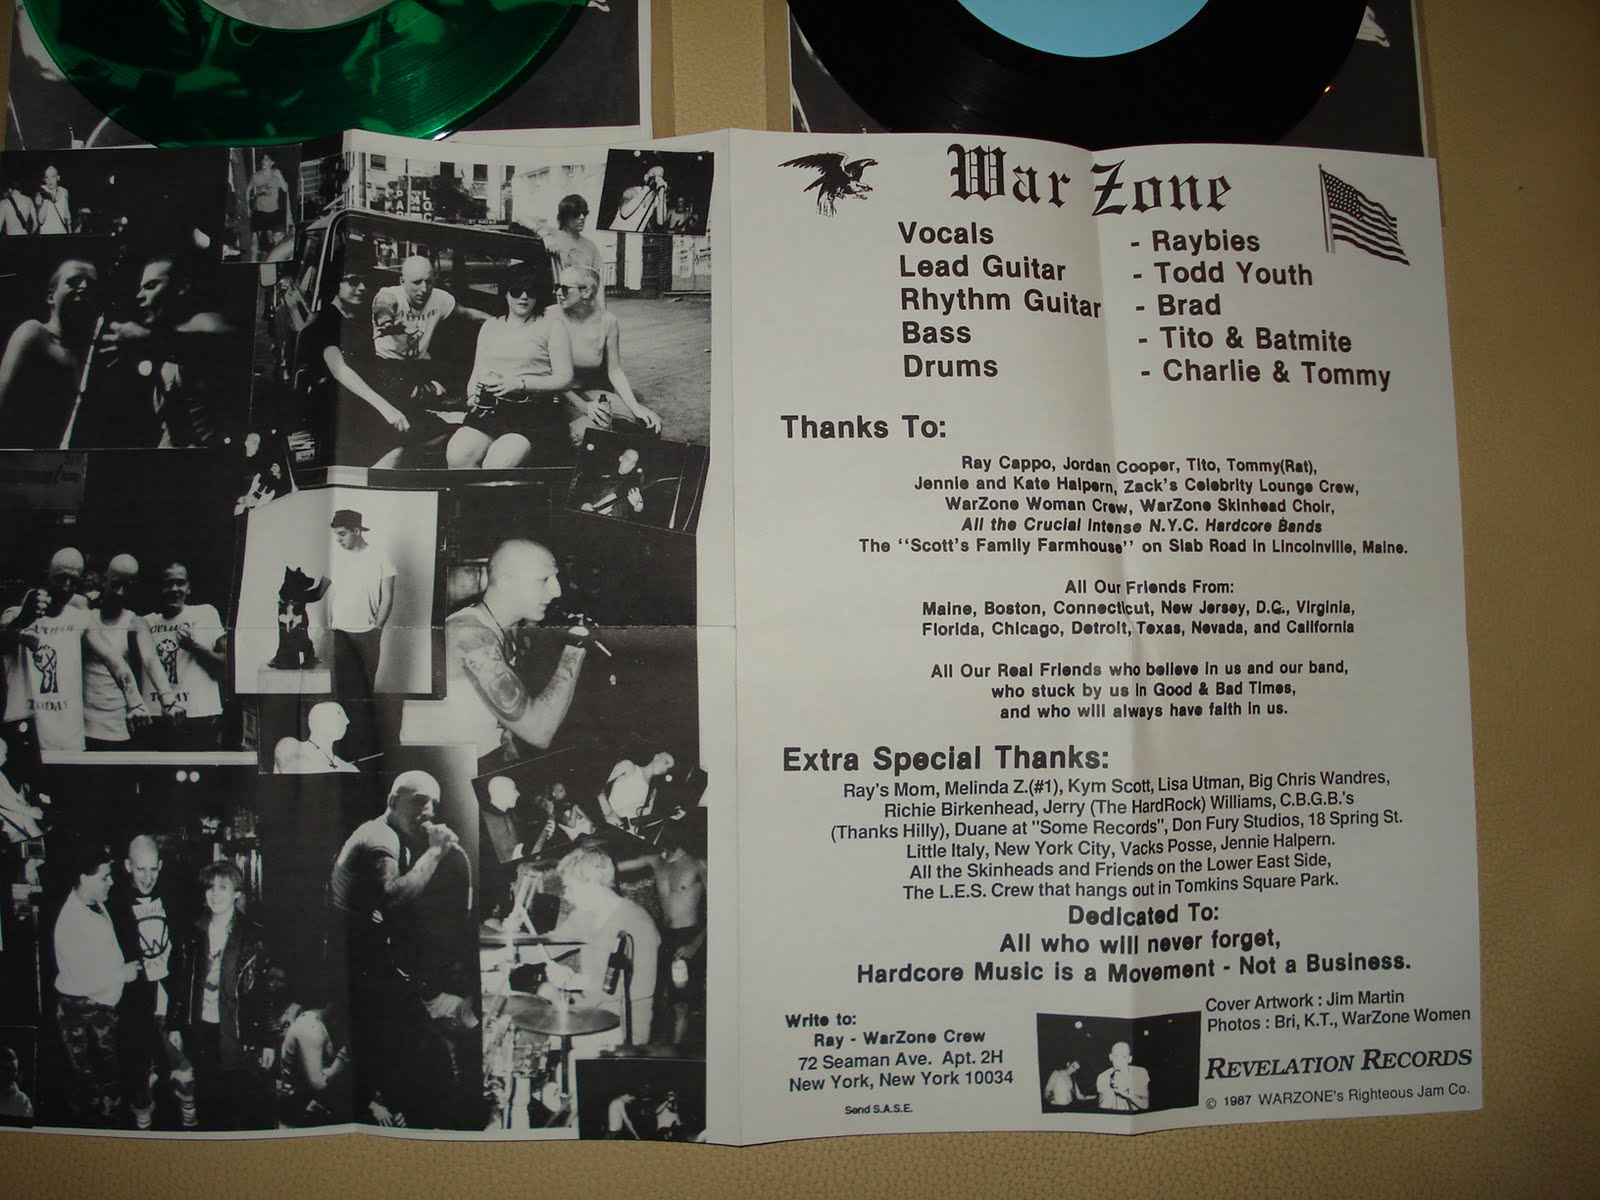 War Zone
Vocals - Raybies
Lead Guitar - Todd Youth
Rhythm Guitar - Brad
Bass - Tito & Batmite
Drums - Charlie & Tommy
Thanks To:
Ray Cappo, Jordan Cooper, Tito, Tommy(Rat),
Jennie and Kate Halpern, Zack's Celebrity Lounge Crew,
WarZone Woman Crew, WarZone Skinhead Choir,
All the Crucial Intense N.Y.C. Hardcore Bands
The "Scott's Family Farmhouse" on Slab Road in Lincolnville, Maine.
All Our Friends From:
Maine, Boston, Connecticut, New Jersey, D.C., Virginia,
Florida, Chicago, Detroit, Texas, Nevada, and California
All Our Real Friends who believe in us and our band,
who stuck by us in Good & Bad Times,
and who will always have faith in us.
Extra Special Thanks:
Ray's Mom, Melinda Z.(#1), Kym Scott, Lisa Utman, Big Chris Wandres,
Richie Birkenhead, Jerry (The HardRock) Williams, C.B.G.B.'s
(Thanks Hilly), Duane at "Some Records", Don Fury Studios, 18 Spring St.
Little Italy, New York City, Vacks Posse, Jennie Halpern.
All the Skinheads and Friends on the Lower East Side,
The L.E.S. Crew that hangs out in Tomkins Square Park.
Dedicated To:
All who will never forget,
Hardcore Music is a Movement - Not a Business.
Write to:
Ray - WarZone Crew
72 Seaman Ave. Apt. 2H
New York, New York 10034
Send S.A.S.E.
Cover Artwork : Jim Martin
Photos : Bri, K.T., WarZone Women
REVELATION RECORDS
© 1987 WARZONE's Righteous Jam Co.
TODAY